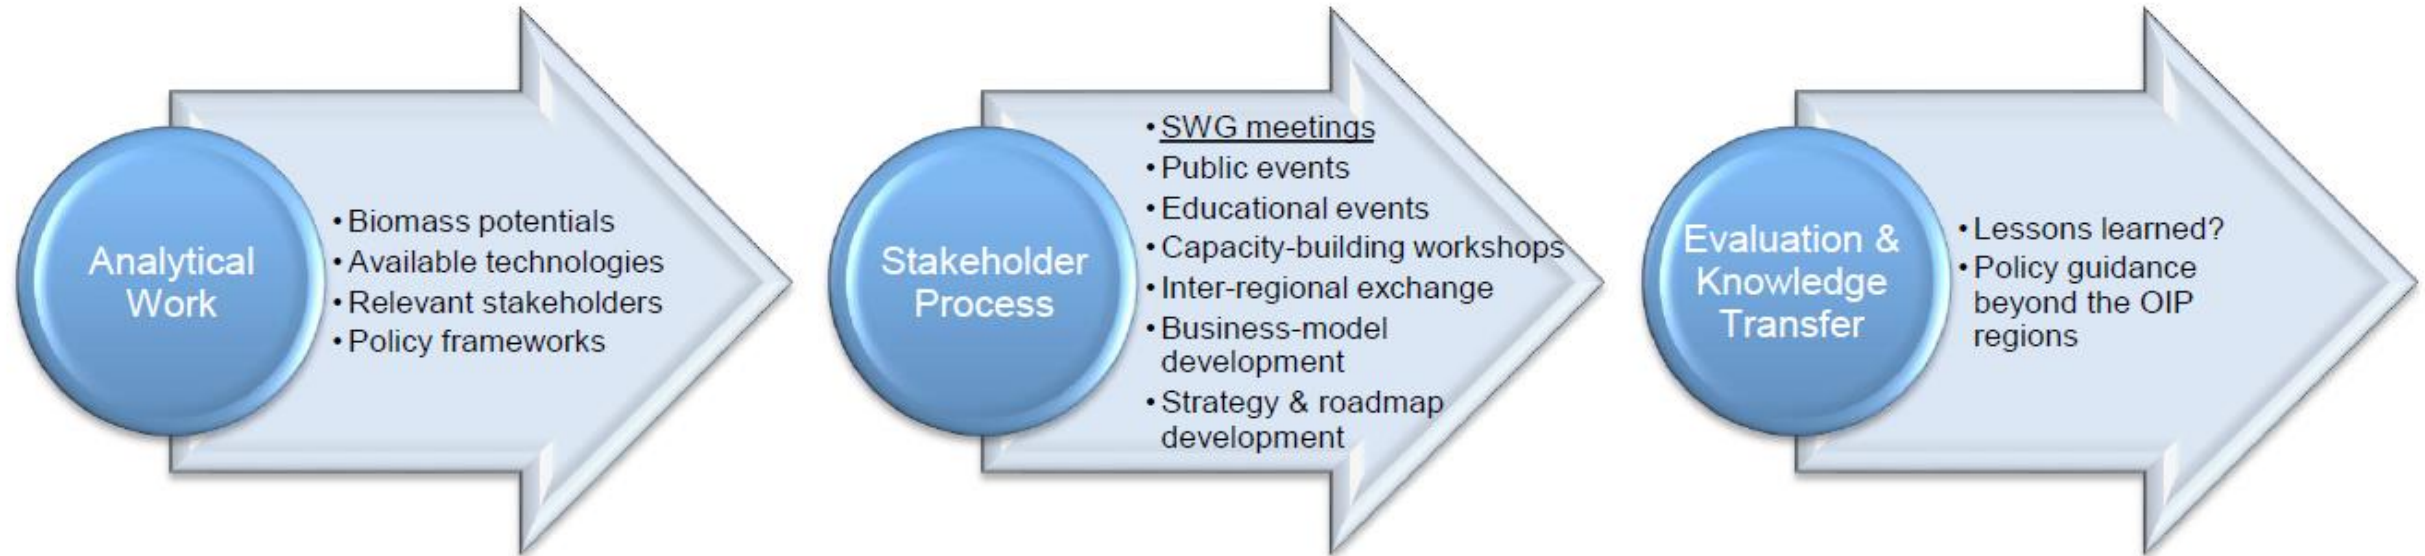 Analytical
Work
• Biomass potentials
• Available technologies
• Relevant stakeholders
• Policy frameworks
Stakeholder
Process
• SWG meetings
• Public events
• Educational events
• Capacity-building workshops
• Inter-regional exchange
• Business-model
development
• Strategy & roadmap
development
Evaluation &
Knowledge
Transfer
• Lessons learned?
• Policy guidance
beyond the OIP
regions